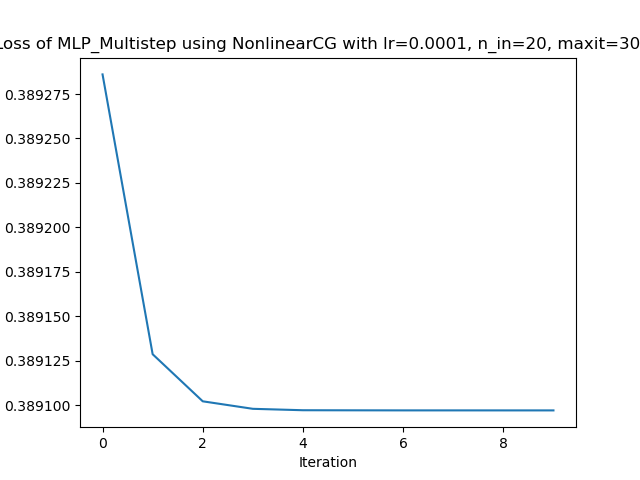 Loss of MLP_Multistep using NonlinearCG with lr=0.0001, n_in=20, maxit=30
0.389275
0.389250
0.389225
0.389200
0.389175
0.389150
0.389125
0.389100
0 2 4 6 8
Iteration